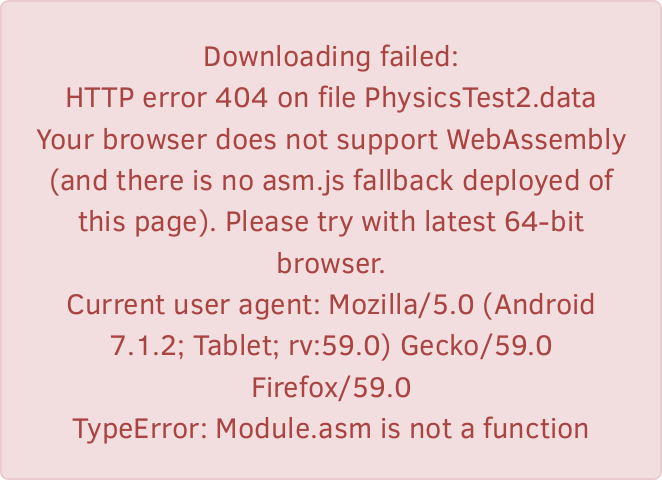 Downloading failed:
HTTP error 404 on file PhysicsTest2.data
Your browser does not support WebAssembly
(and there is no asm.js fallback deployed of
this page). Please try with latest 64-bit
browser.
Current user agent: Mozilla/5.0 (Android
7.1.2; Tablet; rv:59.0) Gecko/59.0
Firefox/59.0
TypeError: Module.asm is not a function